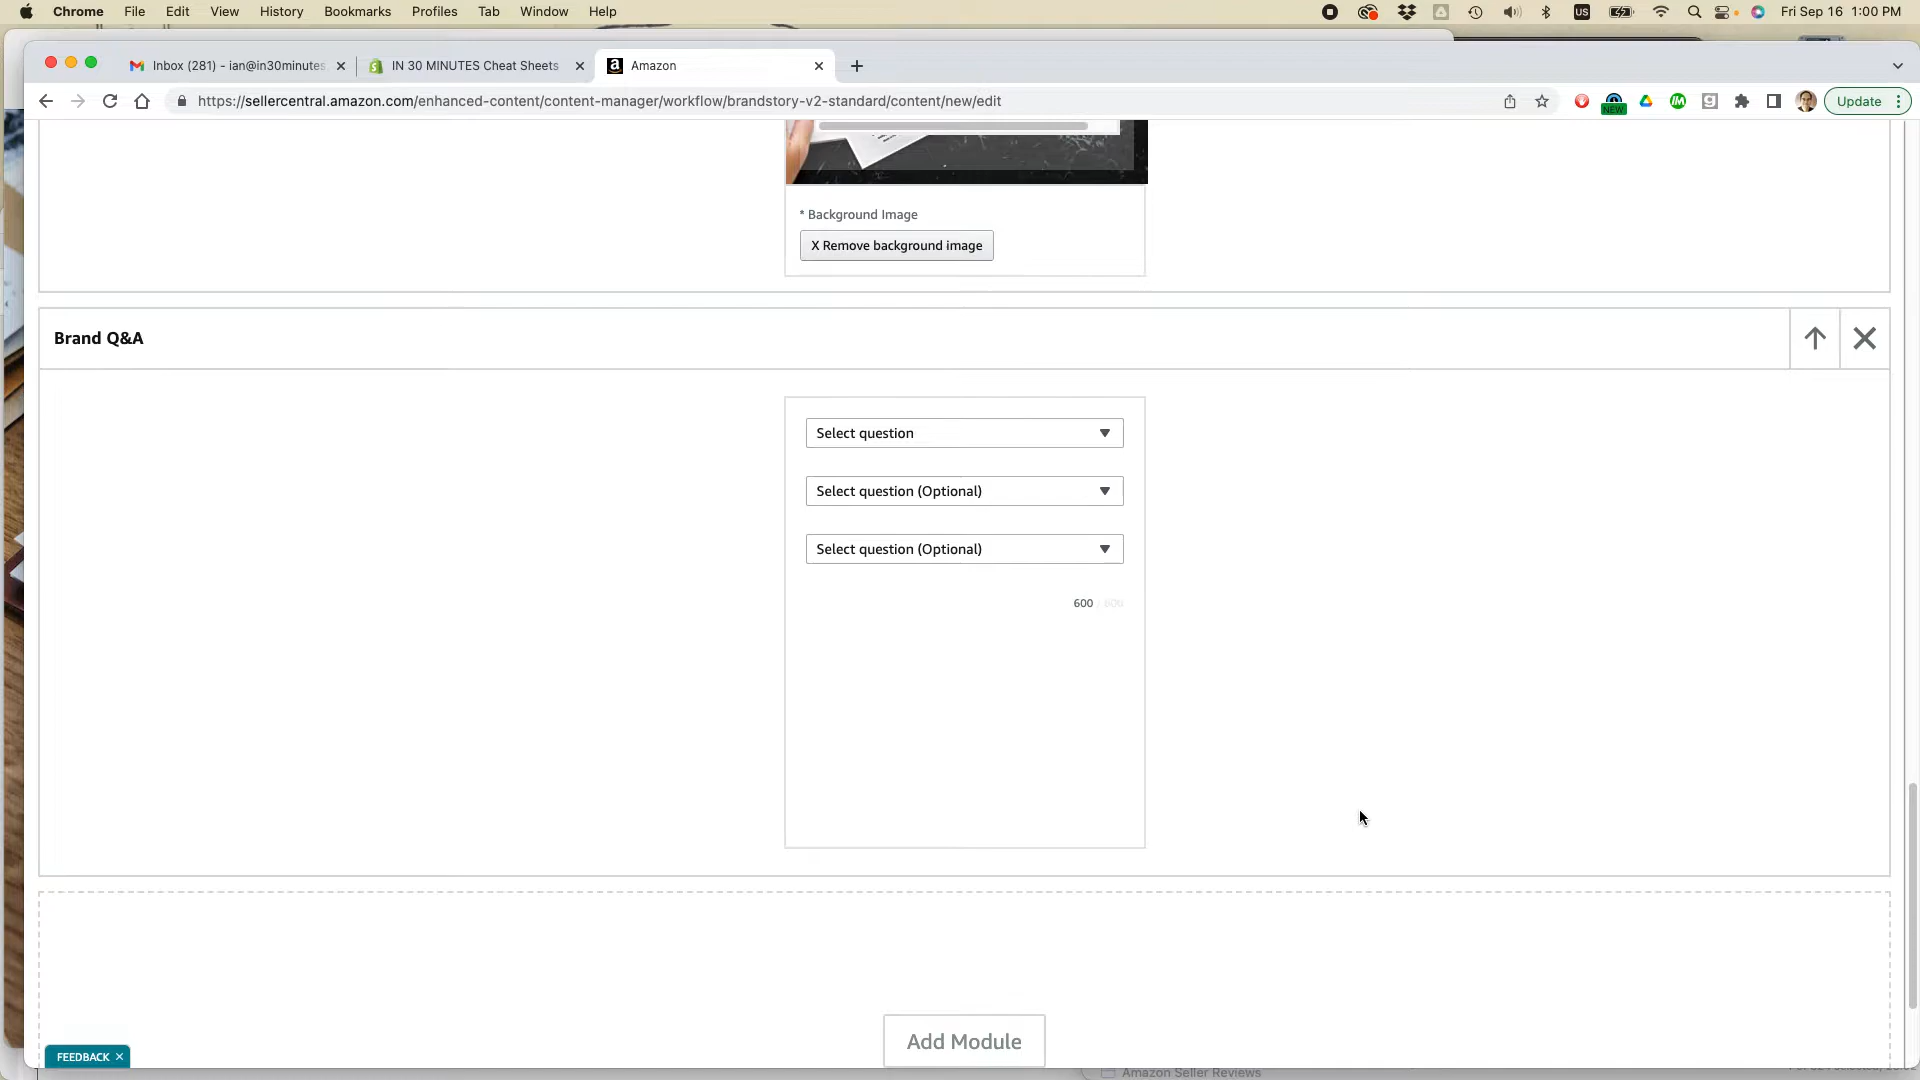 Chrome File Edit View History Bookmarks Profiles Tab Window Help US Fri Sep 16 1:00 PM
Inbox (281) - ian@in30minutes IN 30 MINUTES Cheat Sheets Amazon
https://sellercentral.amazon.com/enhanced-content/content-manager/workflow/brandstory-v2-standard/content/new/edit NEW Update
* Background Image
X Remove background image
Brand Q&A
Select question
Select question (Optional)
Select question (Optional)
600 / 600
Add Module
FEEDBACK ×
Amazon Seller Reviews